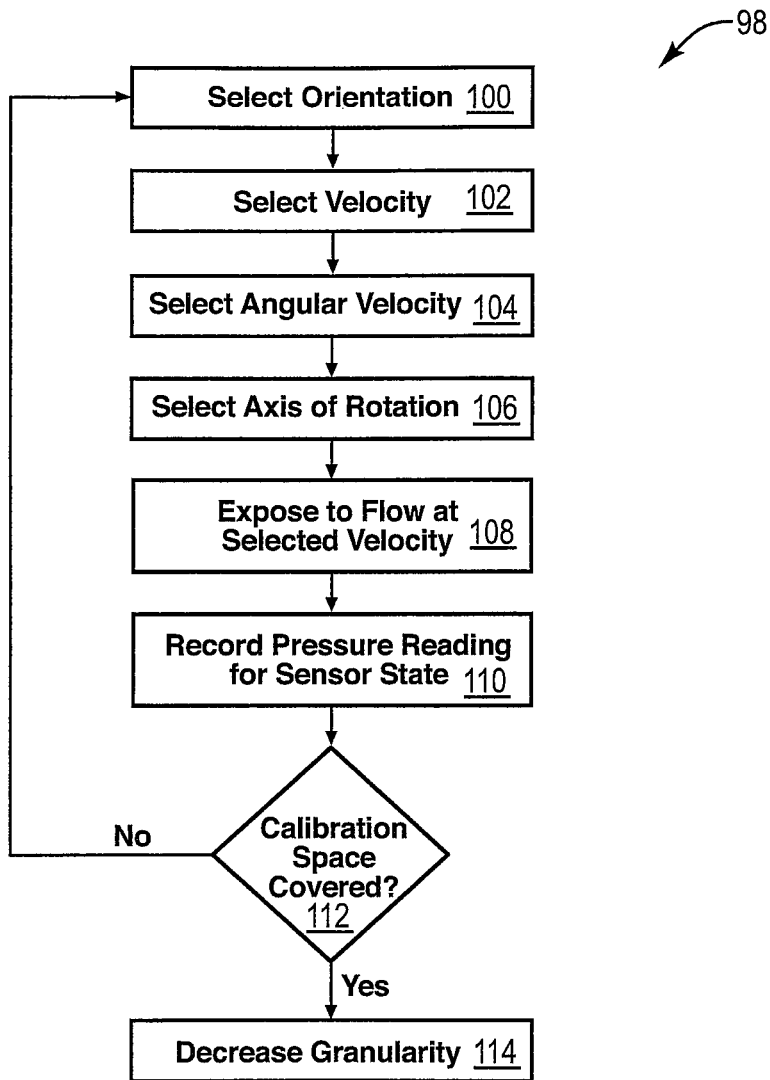 98
Select Orientation 100
Select Velocity 102
Select Angular Velocity 104
Select Axis of Rotation 106
Expose to Flow at
Selected Velocity 108
Record Pressure Reading
for Sensor State 110
No
Calibration
Space
Covered?
112
Yes
Decrease Granularity 114